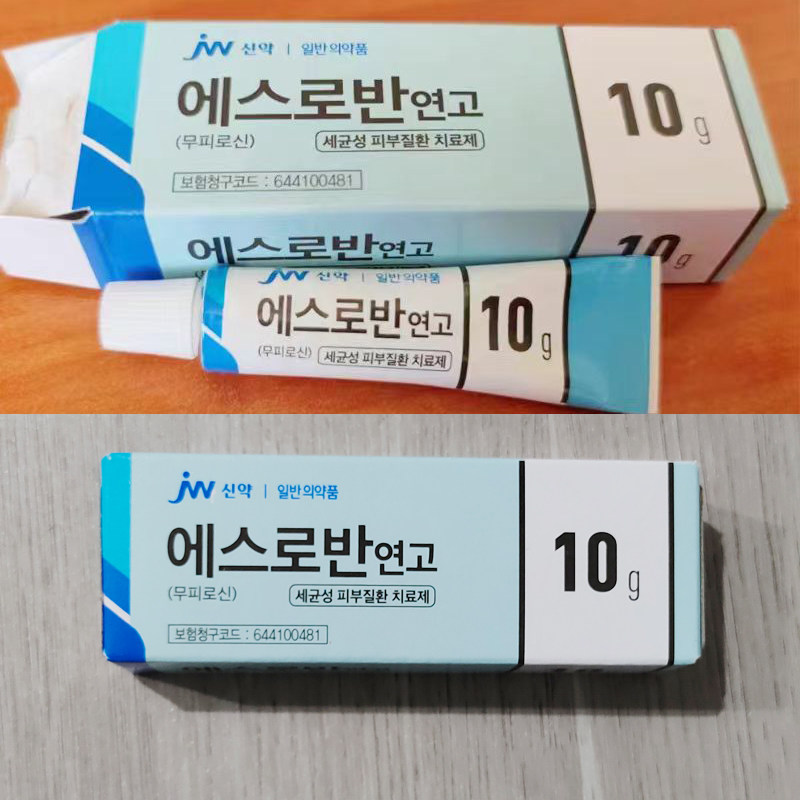 jw 신약 | 일반의약품
에스로반연고
(무피로신) 세균성 피부질환 치료제
보험청구코드 : 644100481
10 g
에스로반연고
10 g
jw 신약 | 일반의약품
에스로반연고
(무피로신) 세균성 피부질환 치료제
10 g
jw 신약 | 일반의약품
에스로반연고
(무피로신) 세균성 피부질환 치료제
보험청구코드 : 644100481
10 g